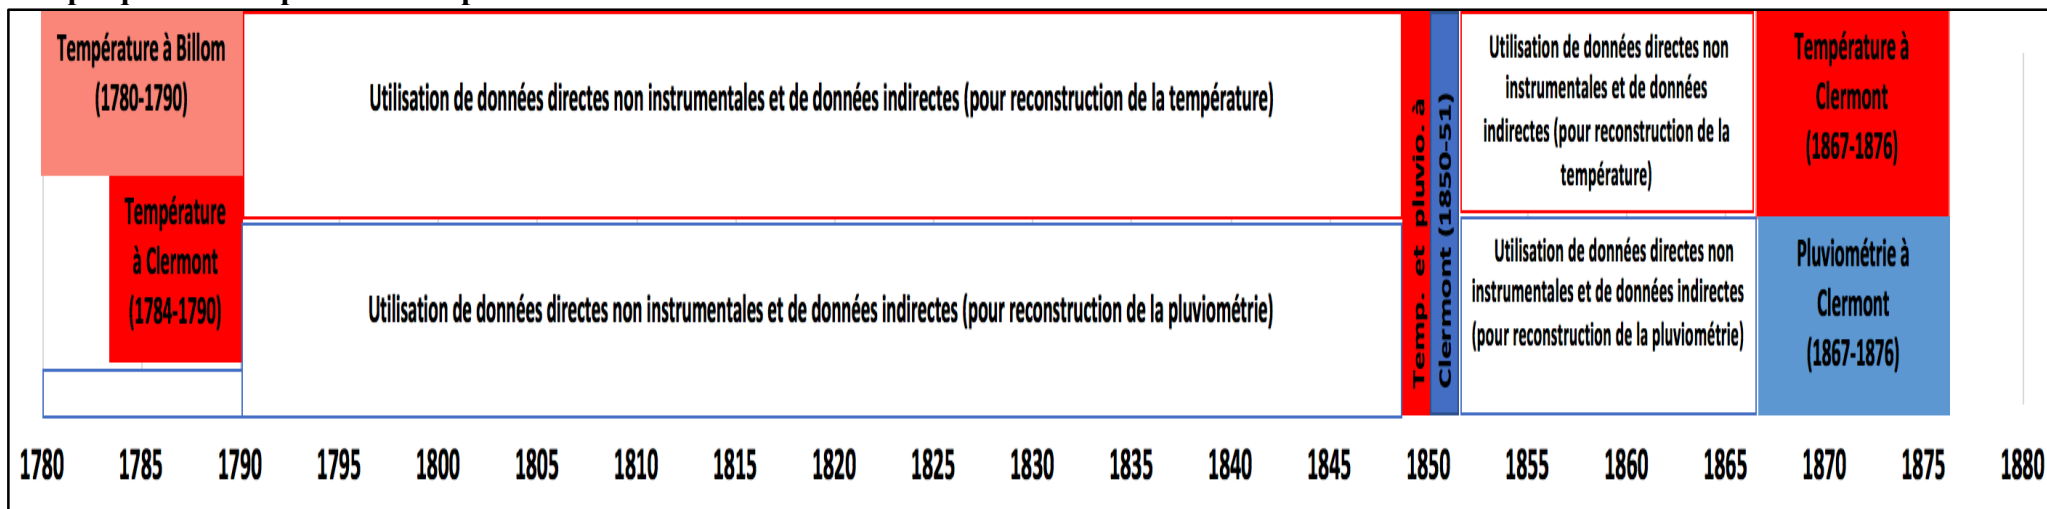 Température à Billom
(1780-1790)
Température
à Clermont
(1784-1790)
Utilisation de données directes non instrumentales et de données indirectes (pour reconstruction de la température)
Utilisation de données directes non instrumentales et de données indirectes (pour reconstruction de la pluviométrie)
Temp. et pluvio. à
Clermont (1850-51)
Utilisation de données directes non
instrumentales et de données
indirectes (pour reconstruction de la
température)
Utilisation de données directes non
instrumentales et de données indirectes
(pour reconstruction de la pluviométrie)
Température à
Clermont
(1867-1876)
Pluviométrie à
Clermont
(1867-1876)
1780 1785 1790 1795 1800 1805 1810 1815 1820 1825 1830 1835 1840 1845 1850 1855 1860 1865 1870 1875 1880